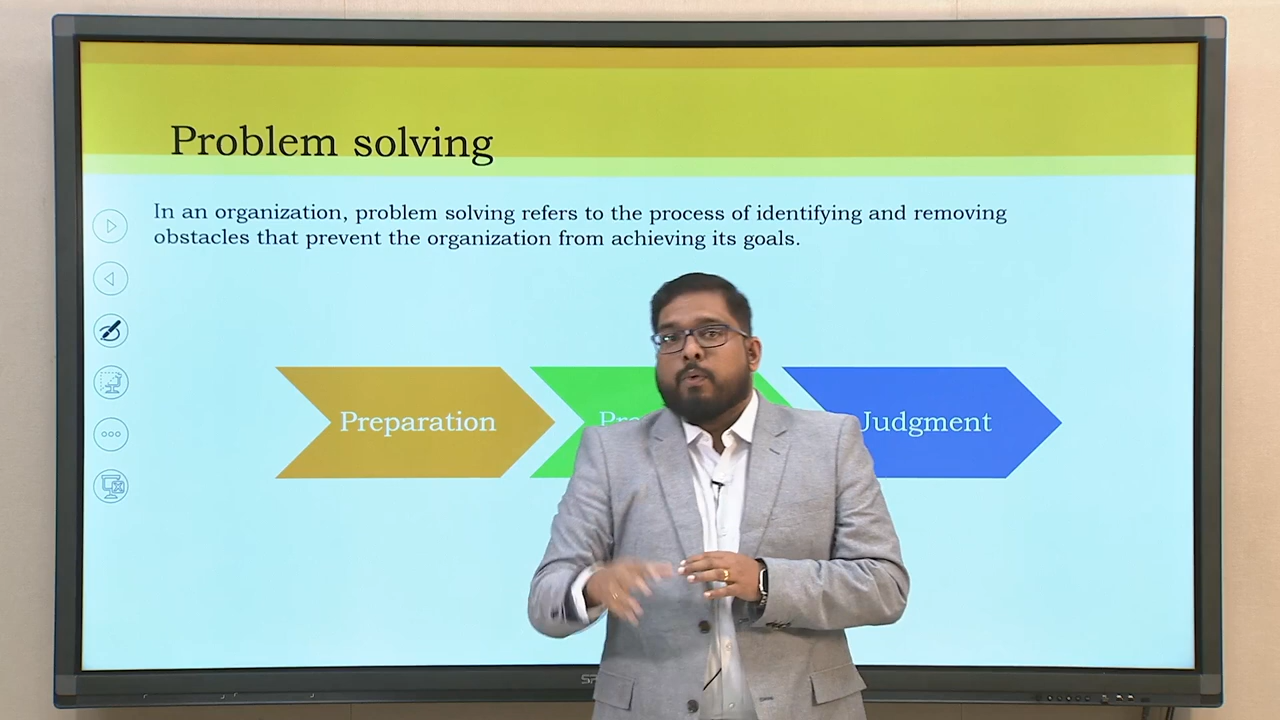 Problem solving
In an organization, problem solving refers to the process of identifying and removing
obstacles that prevent the organization from achieving its goals.
Preparation
Judgment